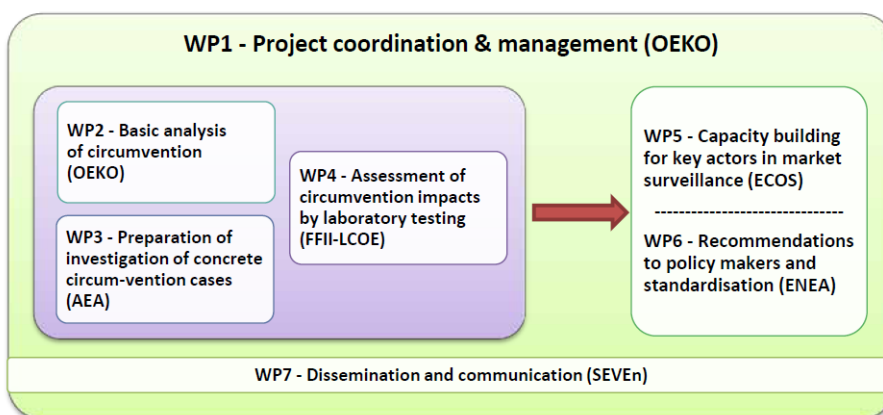 WP1 - Project coordination & management (OEKO)
WP2 - Basic analysis
of circumvention
(OEKO)
WP3 - Preparation of
investigation of concrete
circum-vention cases
(AEA)
WP4 - Assessment of
circumvention impacts
by laboratory testing
(FFII-LCOE)
WP5 - Capacity building
for key actors in market
surveillance (ECOS)
------------------------------
WP6 - Recommendations
to policy makers and
standardisation (ENEA)
WP7 - Dissemination and communication (SEVEn)